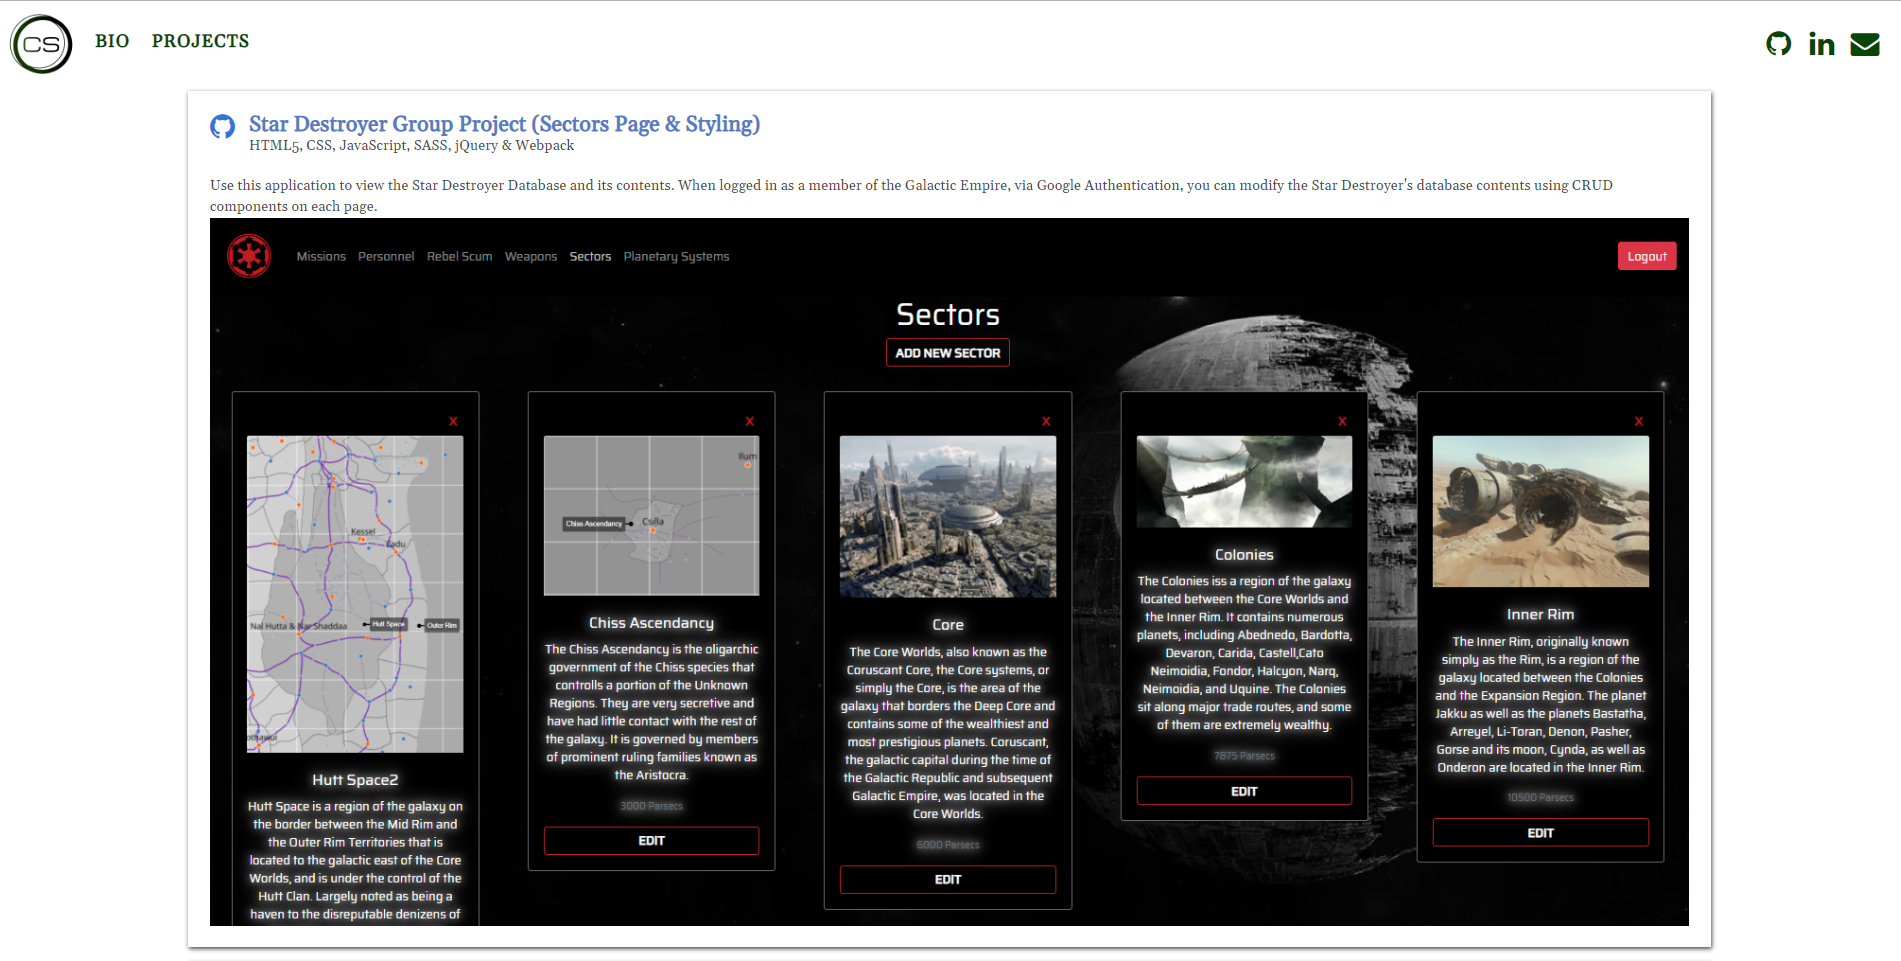 CS
BIO PROJECTS
Star Destroyer Group Project (Sectors Page & Styling)
HTML5, CSS, JavaScript, SASS, jQuery & Webpack
Use this application to view the Star Destroyer Database and its contents. When logged in as a member of the Galactic Empire, via Google Authentication, you can modify the Star Destroyer's database contents using CRUD
components on each page.
Missions Personnel Rebel Scum Weapons Sectors Planetary Systems
Logout
Sectors
ADD NEW SECTOR
X
Kessel
Nal Hutta & Nar Shaddaa
Hutt Space
Outer Rim
Hutt Space2
Hutt Space is a region of the galaxy on
the border between the Mid Rim and
the Outer Rim Territories that is
located to the galactic east of the Core
Worlds, and is under the control of the
Hutt Clan. Largely noted as being a
haven to the disreputable denizens of
X
Ilum
Chiss Ascendancy
Csilla
Chiss Ascendancy
The Chiss Ascendancy is the oligarchic
government of the Chiss species that
controlls a portion of the Unknown
Regions. They are very secretive and
have had little contact with the rest of
the galaxy. It is governed by members
of prominent ruling families known as
the Aristocra.
3000 Parsecs
EDIT
X
Core
The Core Worlds, also known as the
Coruscant Core, the Core systems, or
simply the Core, is the area of the
galaxy that borders the Deep Core and
contains some of the wealthiest and
most prestigious planets. Coruscant,
the galactic capital during the time of
the Galactic Republic and subsequent
Galactic Empire, was located in the
Core Worlds.
6000 Parsecs
EDIT
X
Colonies
The Colonies iss a region of the galaxy
located between the Core Worlds and
the Inner Rim. It contains numerous
planets, including Abednedo, Bardotta,
Devaron, Carida, Castell,Cato
Neimoidia, Fondor, Halcyon, Narq,
Neimoidia, and Uquine. The Colonies
sit along major trade routes, and some
of them are extremely wealthy.
7875 Parsecs
EDIT
X
Inner Rim
The Inner Rim, originally known
simply as the Rim, is a region of the
galaxy located between the Colonies
and the Expansion Region. The planet
Jakku as well as the planets Bastatha,
Arreyel, Li-Toran, Denon, Pasher,
Gorse and its moon, Cynda, as well as
Onderon are located in the Inner Rim.
10500 Parsecs
EDIT